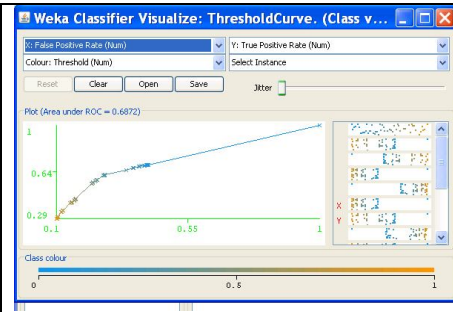 Weka Classifier Visualize: ThresholdCurve. (Class v...
X: False Positive Rate (Num) Y: True Positive Rate (Num)
Colour: Threshold (Num) Select Instance
Reset Clear Open Save Jitter
Plot (Area under ROC = 0.6872)
1
0.64
0.29
0.1 0.55 1
X
Y
Class colour
0 0.5 1